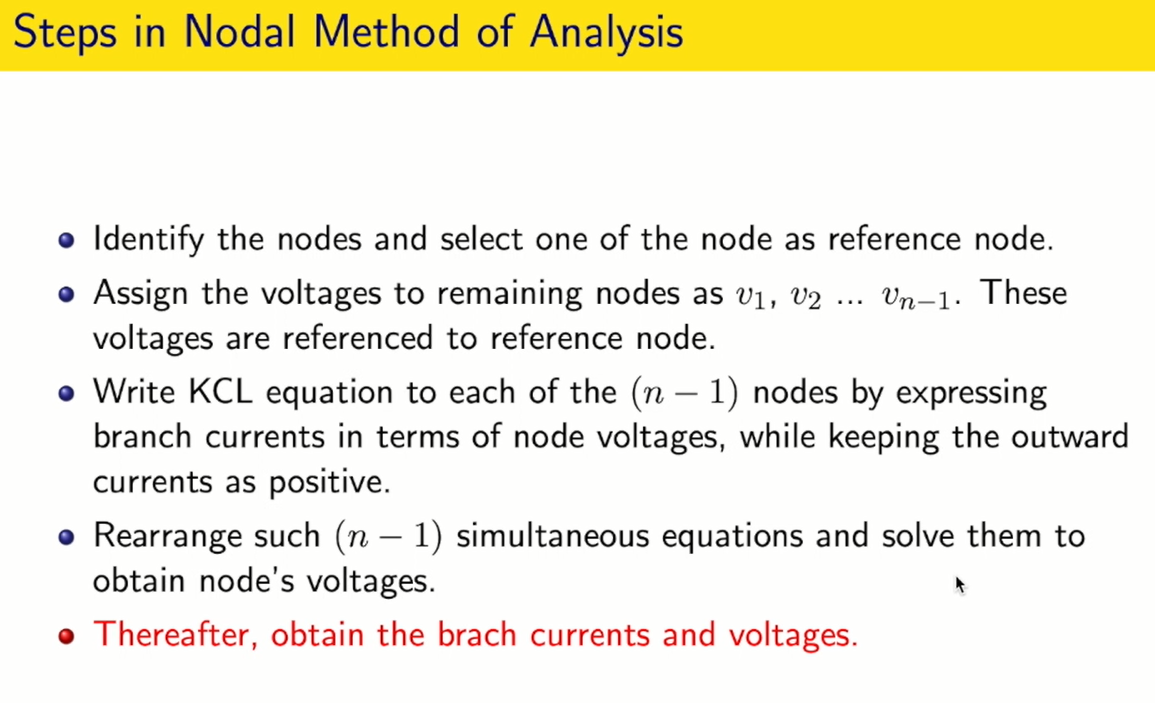 Steps in Nodal Method of Analysis
Identify the nodes and select one of the node as reference node.
Assign the voltages to remaining nodes as v₁, v₂ ... vₙ₋₁. These
voltages are referenced to reference node.
Write KCL equation to each of the (n − 1) nodes by expressing
branch currents in terms of node voltages, while keeping the outward
currents as positive.
Rearrange such (n − 1) simultaneous equations and solve them to
obtain node's voltages.
Thereafter, obtain the brach currents and voltages.